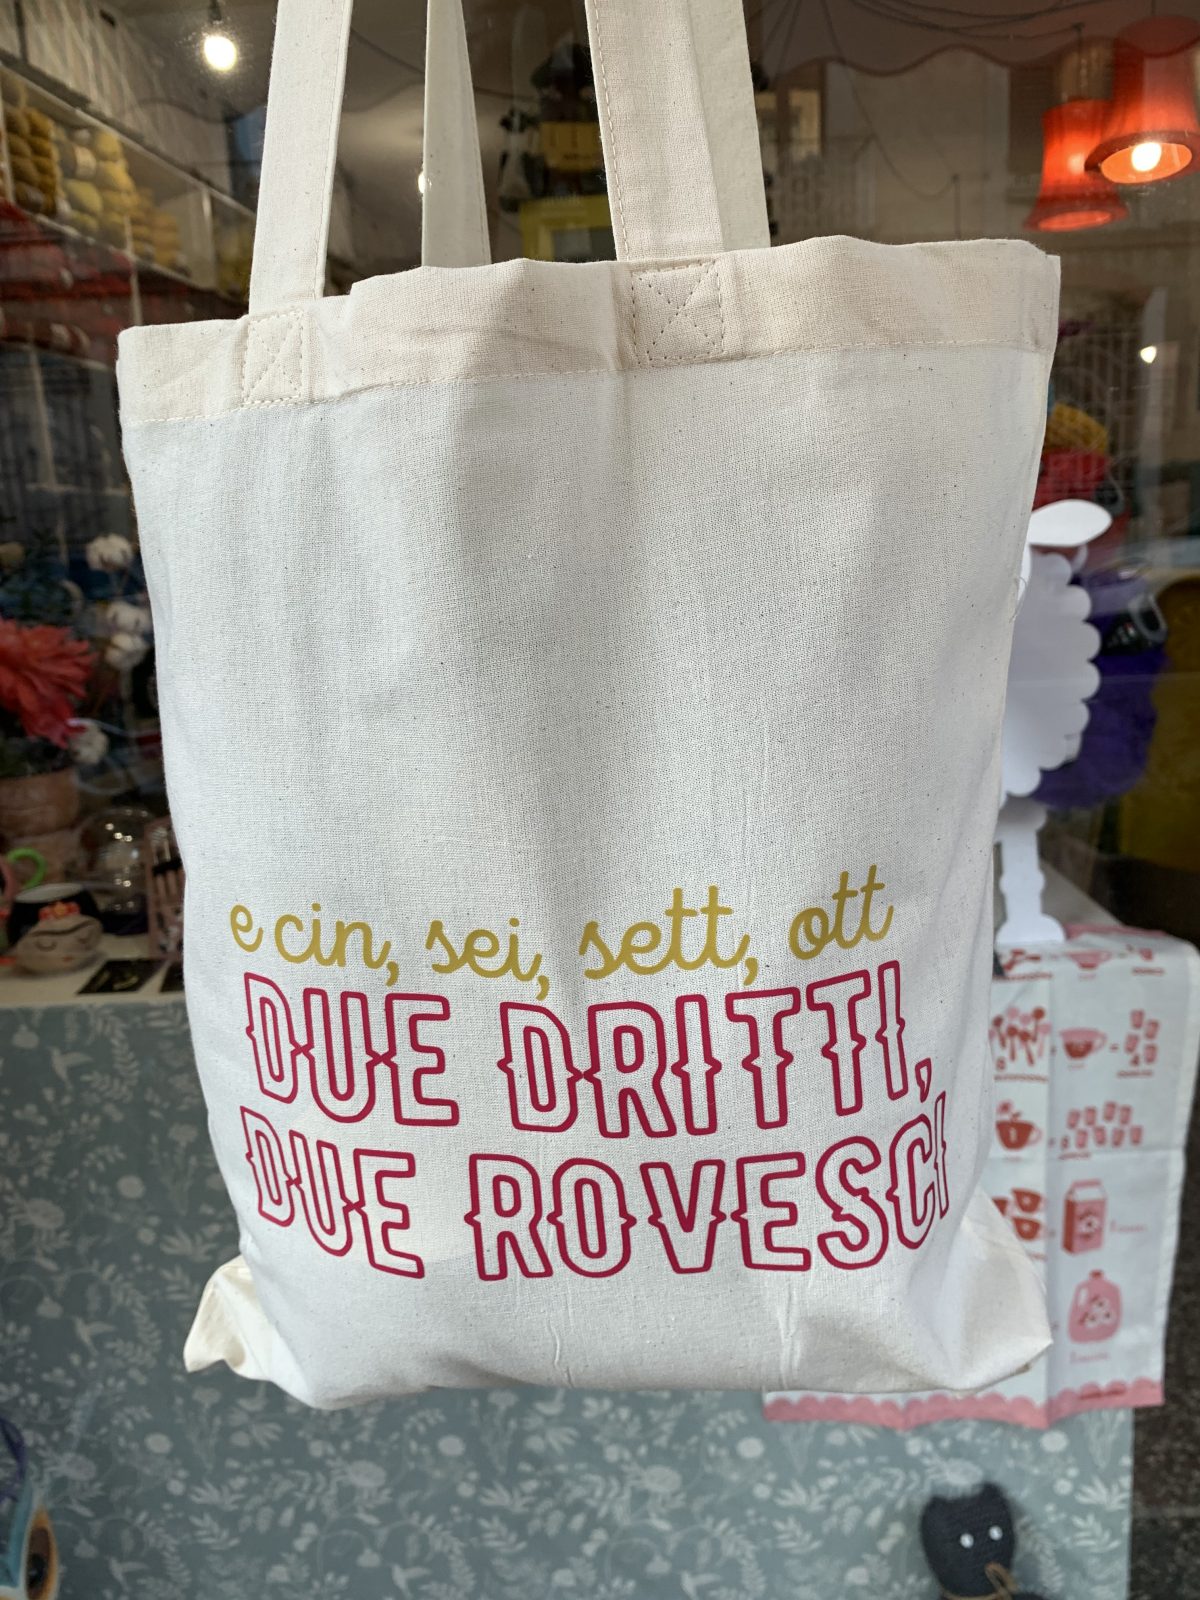 e cin, sei, sett, ott
DUE DRITTI,
DUE ROVESCI